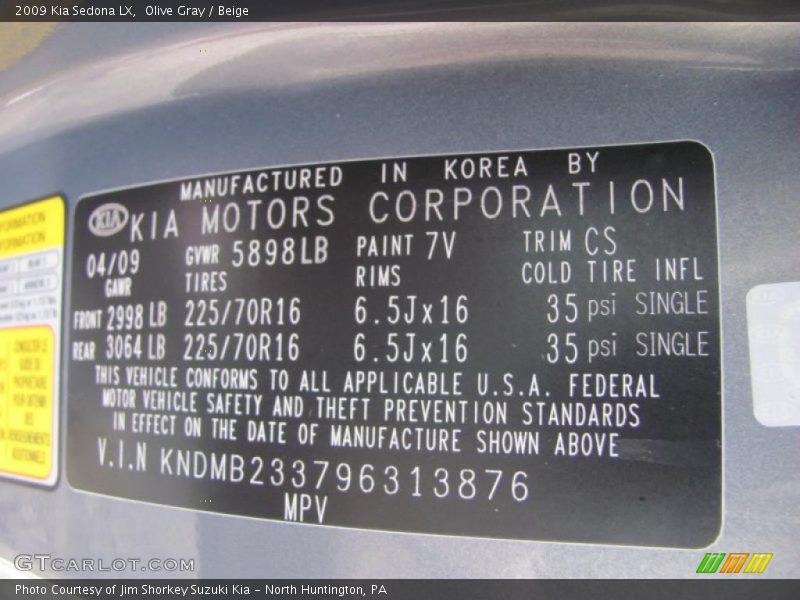 2009 Kia Sedona LX, Olive Gray / Beige
MANUFACTURED IN KOREA BY
KIA KIA MOTORS CORPORATION
04/09 GVWR 5898LB PAINT 7V TRIM CS
GAWR TIRES RIMS COLD TIRE INFL
FRONT 2998 LB 225/70R16 6.5Jx16 35 psi SINGLE
REAR 3064 LB 225/70R16 6.5Jx16 35 psi SINGLE
THIS VEHICLE CONFORMS TO ALL APPLICABLE U.S.A. FEDERAL
MOTOR VEHICLE SAFETY AND THEFT PREVENTION STANDARDS
IN EFFECT ON THE DATE OF MANUFACTURE SHOWN ABOVE
V.I.N KNDMB233796313876
MPV
GTCARLOT.COM
Photo Courtesy of Jim Shorkey Suzuki Kia - North Huntington, PA